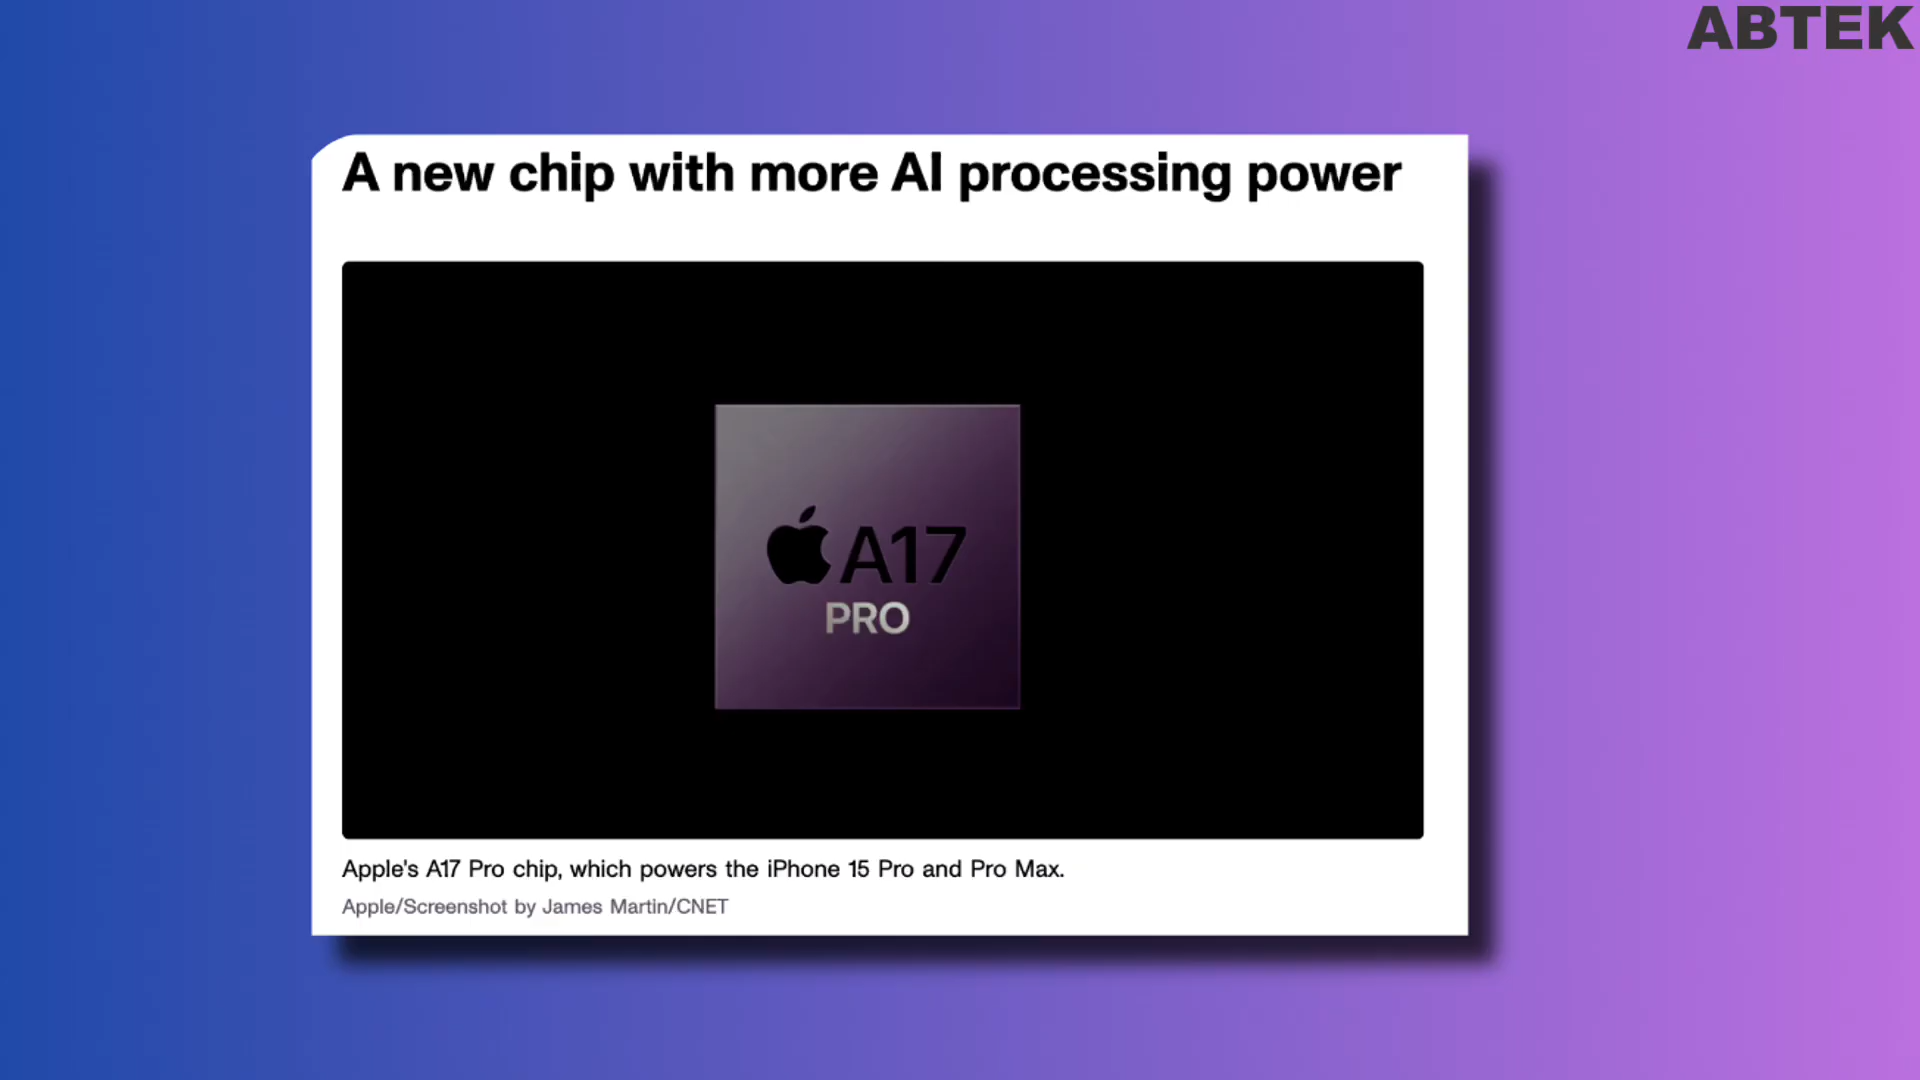 ABTEK
A new chip with more AI processing power
A17
PRO
Apple's A17 Pro chip, which powers the iPhone 15 Pro and Pro Max.
Apple/Screenshot by James Martin/CNET